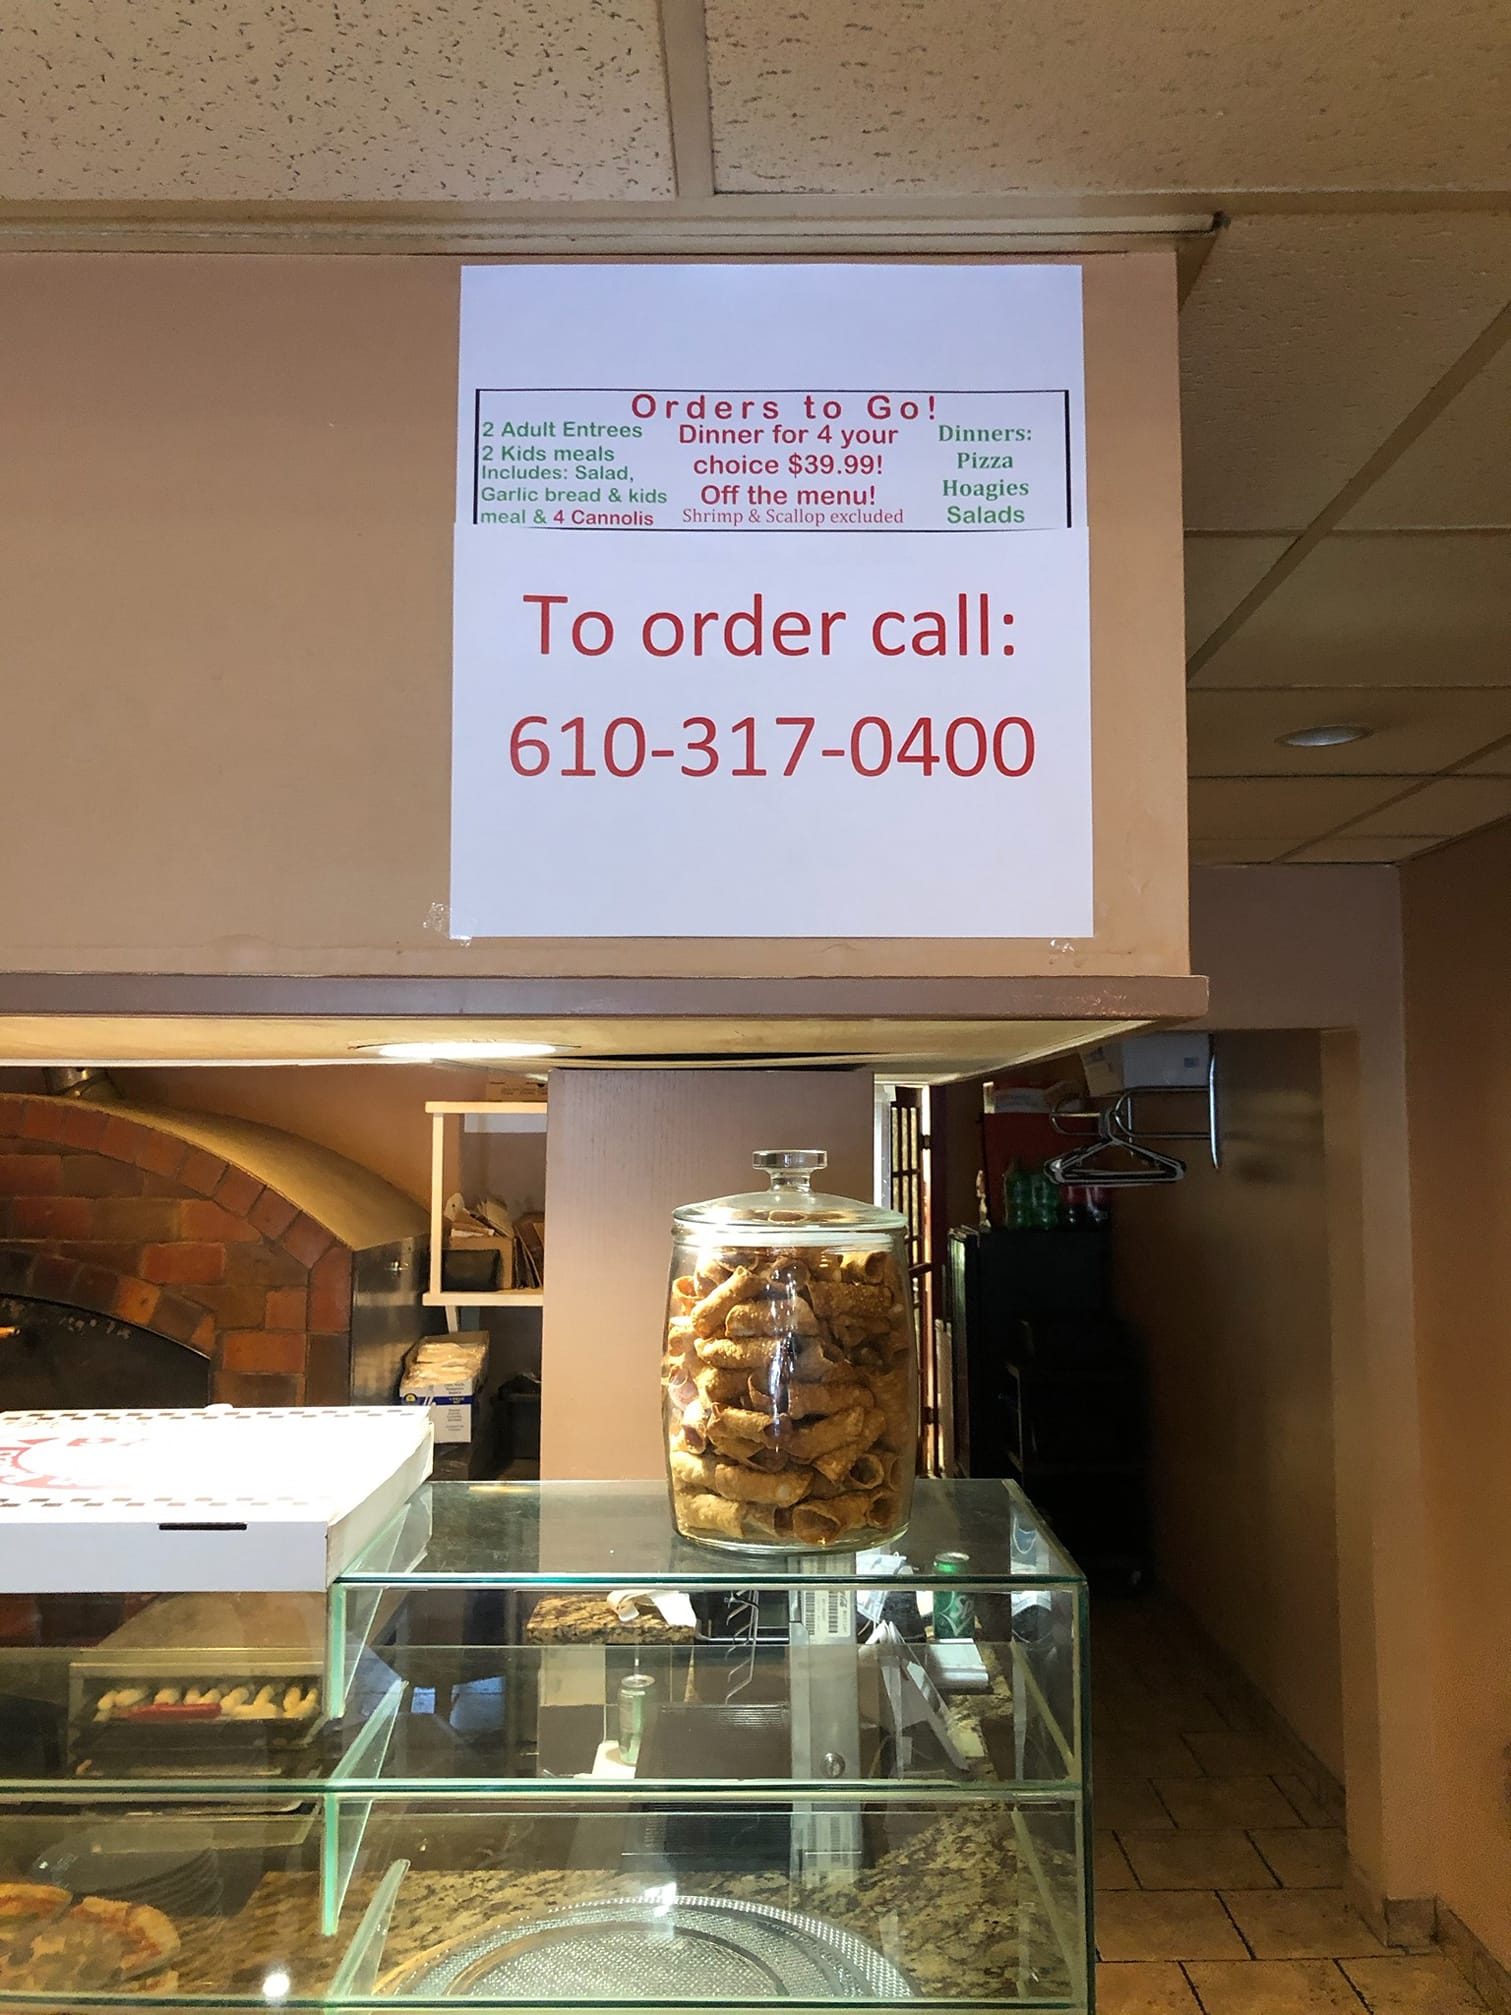 Orders to Go!
2 Adult Entrees
2 Kids meals
Includes: Salad,
Garlic bread & kids
meal & 4 Cannolis
Dinner for 4 your
choice $39.99!
Off the menu!
Shrimp & Scallop excluded
Dinners:
Pizza
Hoagies
Salads
To order call:
610-317-0400